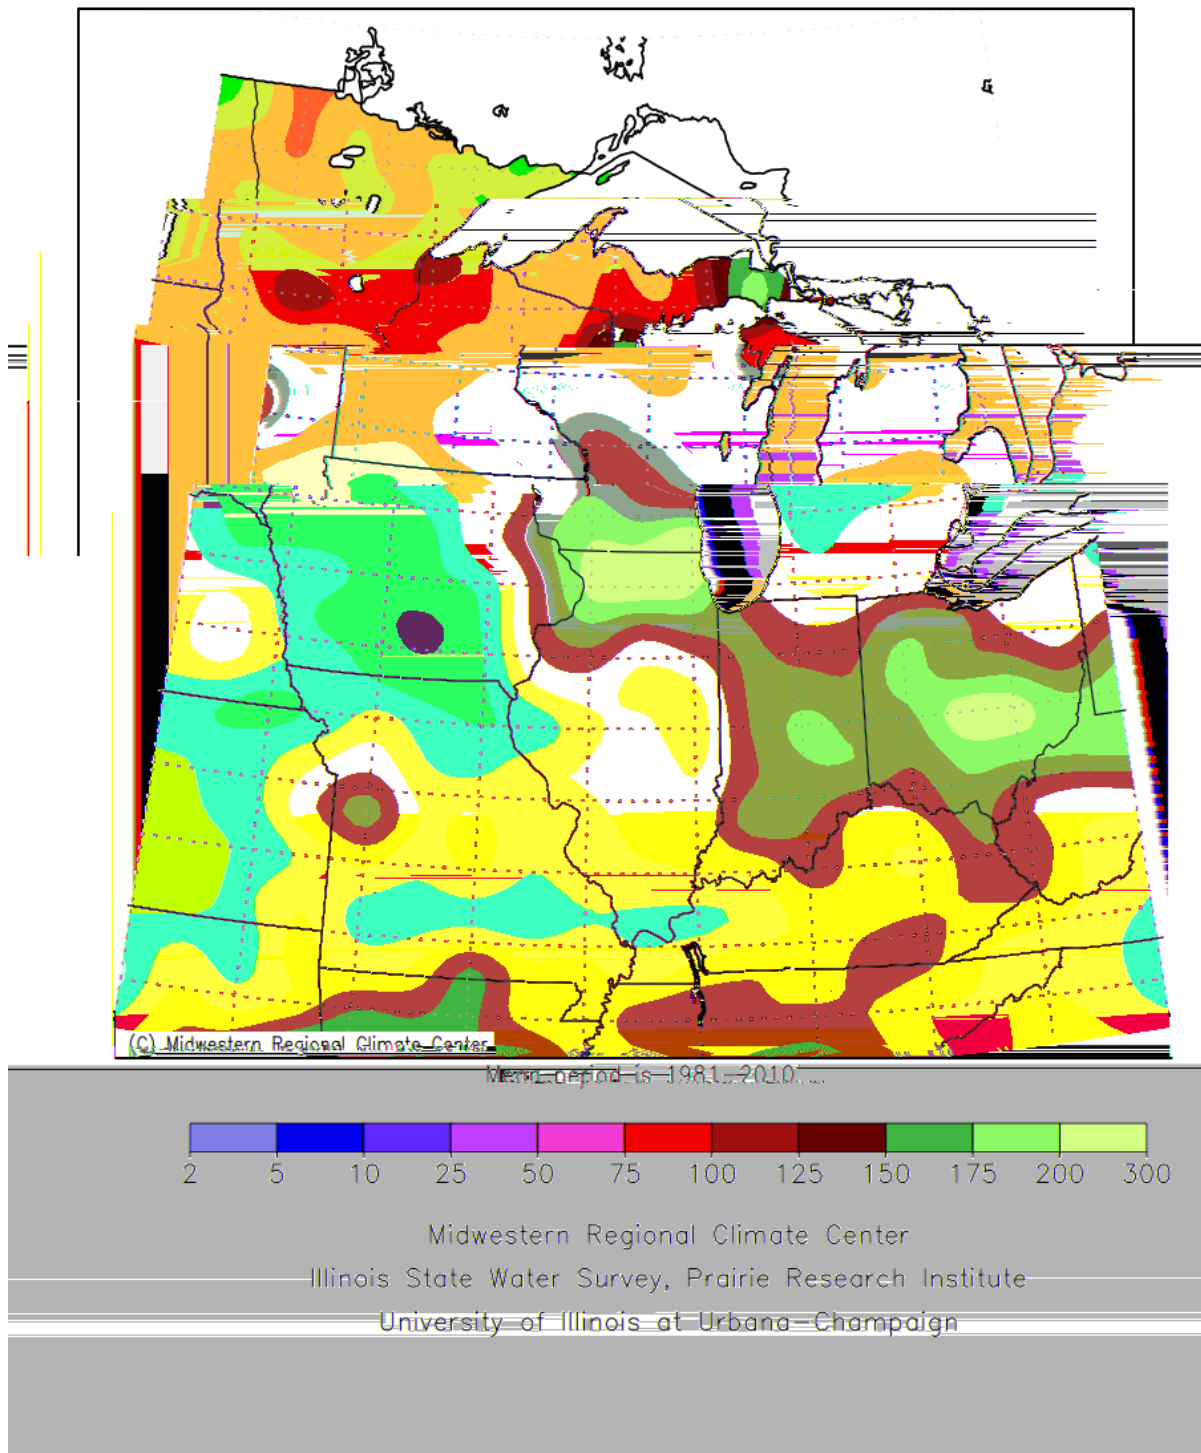 (C) Midwestern Regional Climate Center
Mean period is 1981-2010.
2 5 10 25 50 75 100 125 150 175 200 300
Midwestern Regional Climate Center
Illinois State Water Survey, Prairie Research Institute
University of Illinois at Urbana-Champaign